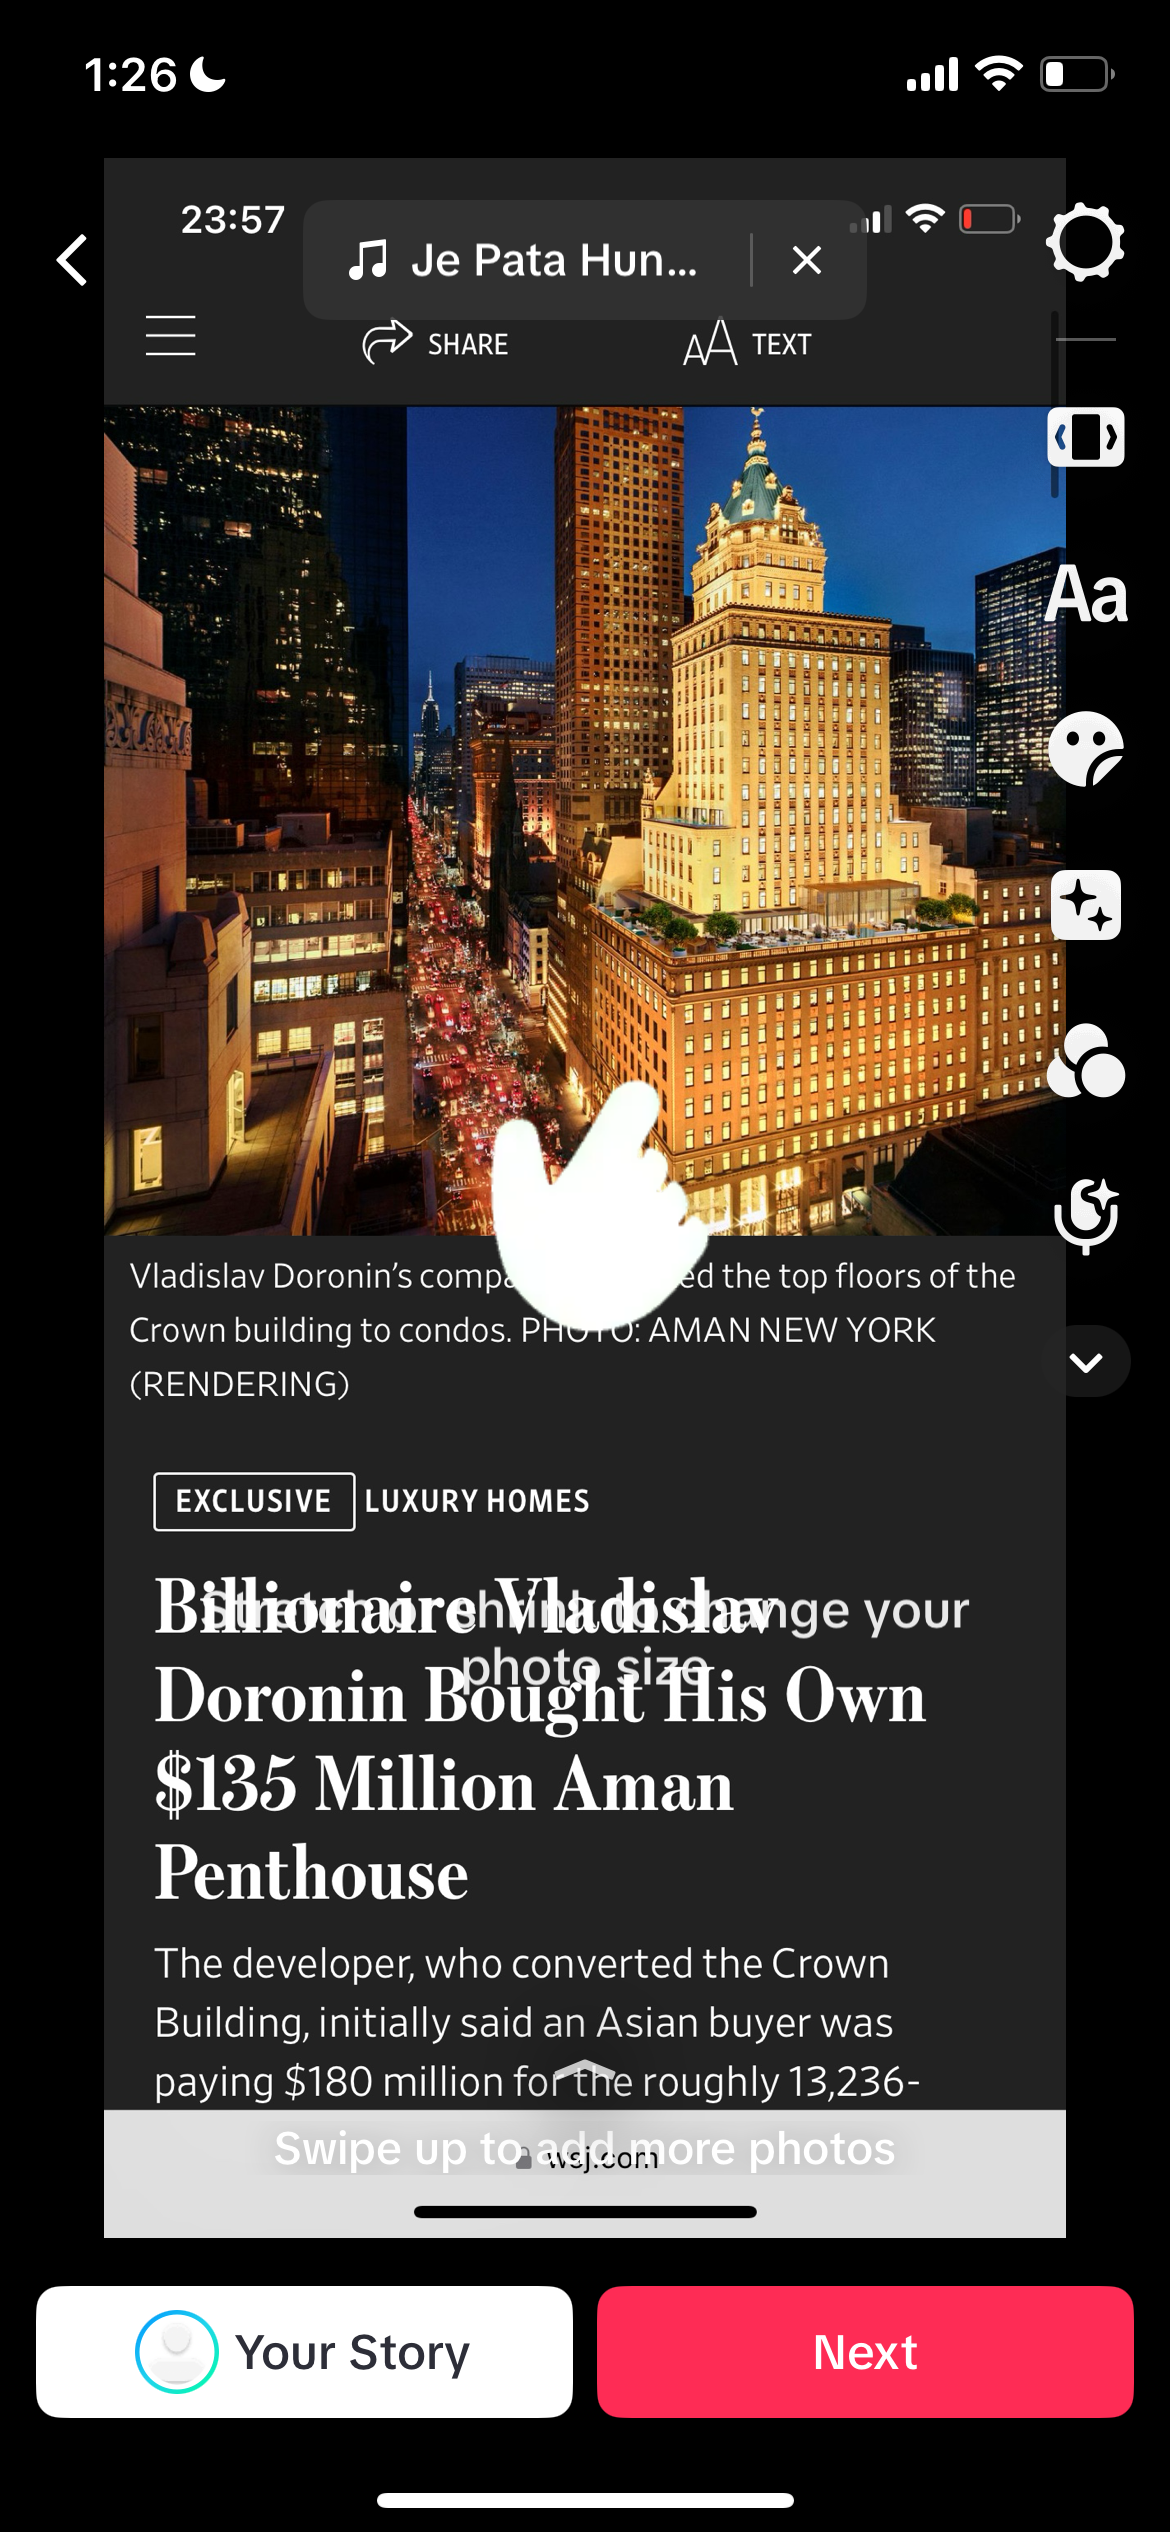 1:26
23:57
Je Pata Hun...
SHARE
AA TEXT
Aa
Vladislav Doronin's compa ed the top floors of the
Crown building to condos. PHOTO: AMAN NEW YORK
(RENDERING)
EXCLUSIVE LUXURY HOMES
Stretch or shrink to change your
photo size
Billionaire Vladislav
Doronin Bought His Own
$135 Million Aman
Penthouse
The developer, who converted the Crown
Building, initially said an Asian buyer was
paying $180 million for the roughly 13,236-
Swipe up to add more photos
wsj.com
Your Story
Next